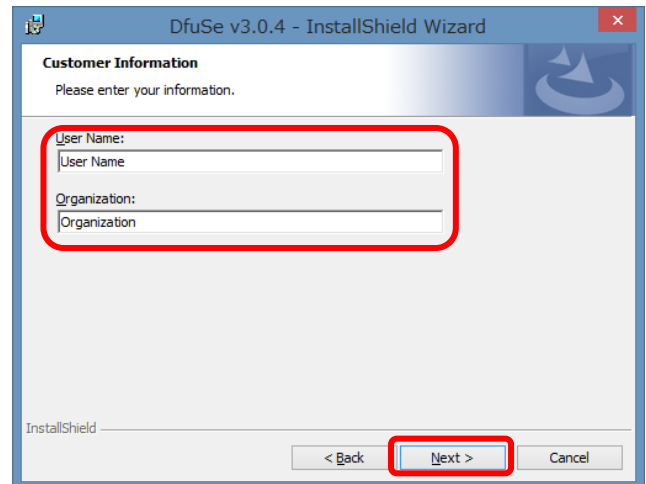 DfuSe v3.0.4 - InstallShield Wizard
Customer Information
Please enter your information.
User Name:
User Name
Organization:
Organization
InstallShield
< Back Next > Cancel